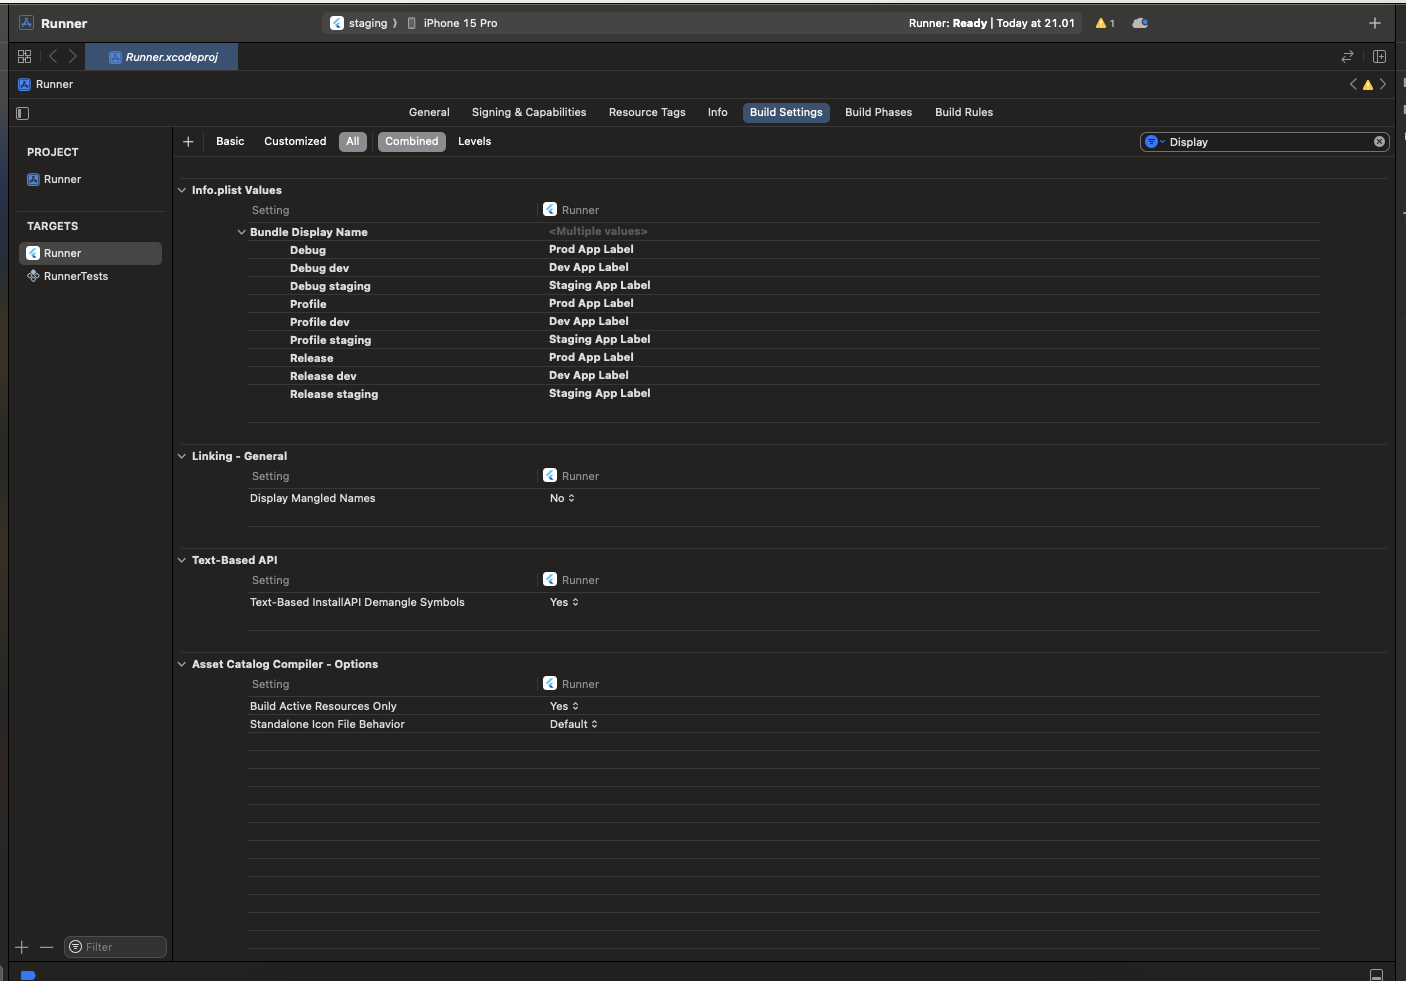 Runner
staging
iPhone 15 Pro
Runner: Ready | Today at 21.01
1
Runner.xcodeproj
Runner
General
Signing & Capabilities
Resource Tags
Info
Build Settings
Build Phases
Build Rules
PROJECT
Runner
TARGETS
Runner
RunnerTests
Basic
Customized
All
Combined
Levels
Display
Info.plist Values
Setting
Runner
Bundle Display Name
<Multiple values>
Debug
Prod App Label
Debug dev
Dev App Label
Debug staging
Staging App Label
Profile
Prod App Label
Profile dev
Dev App Label
Profile staging
Staging App Label
Release
Prod App Label
Release dev
Dev App Label
Release staging
Staging App Label
Linking - General
Setting
Runner
Display Mangled Names
No
Text-Based API
Setting
Runner
Text-Based InstallAPI Demangle Symbols
Yes
Asset Catalog Compiler - Options
Setting
Runner
Build Active Resources Only
Yes
Standalone Icon File Behavior
Default
Filter